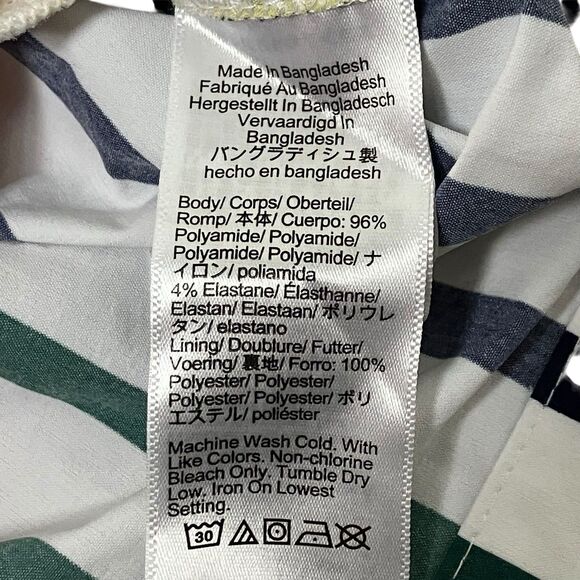 Made In Bangladesh
Fabriqué Au Bangladesh
Hergestellt In Bangladesch
Vervaardigd In
Bangladesh
バングラディシュ製
hecho en bangladesh
Body/ Corps/ Oberteil/
Romp/ 本体/ Cuerpo: 96%
Polyamide/ Polyamide/
Polyamide/ Polyamide/ ナ
イロン/ poliamida
4% Elastane/ Élasthanne/
Elastan/ Elastaan/ ポリウレ
タン/ elastano
Lining/ Doublure/ Futter/
Voering/ 裏地/ Forro: 100%
Polyester/ Polyester/
Polyester/ Polyester/ ポリ
エステル/ poliéster
Machine Wash Cold. With
Like Colors. Non-chlorine
Bleach Only. Tumble Dry
Low. Iron On Lowest
Setting.
30